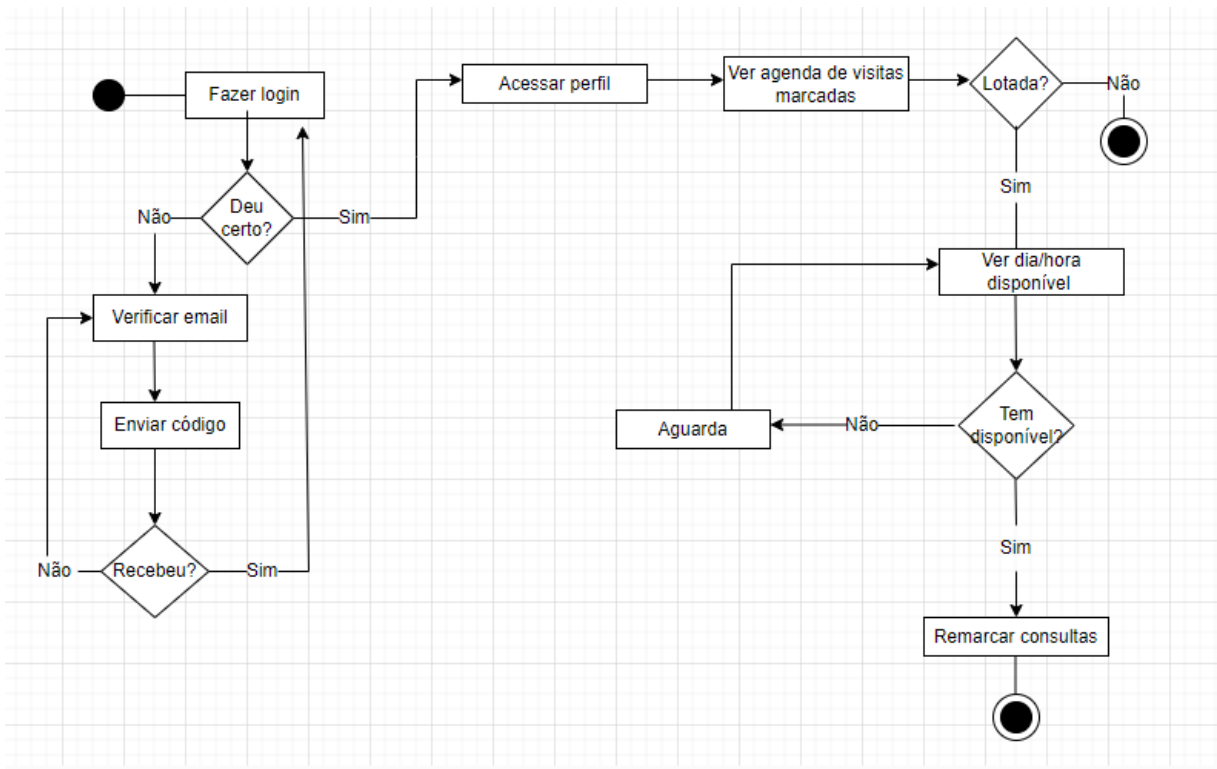 Fazer login
Acessar perfil
Ver agenda de visitas
marcadas
Lotada?
Não
Sim
Deu
certo?
Não
Sim
Ver dia/hora
disponível
Verificar email
Enviar código
Aguarda
Não
Tem
disponível?
Sim
Não
Recebeu?
Sim
Remarcar consultas